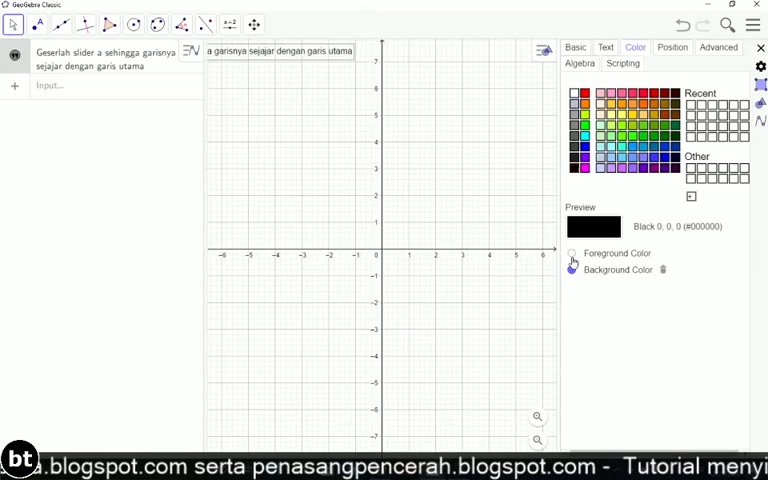 GeoGebra Classic
Geserlah slider a sehingga garisnya
sejajar dengan garis utama
Input...
a garisnya sejajar dengan garis utama
7
6
5
4
3
2
1
−6 −5 −4 −3 −2 −1 0 1 2 3 4 5 6
−1
−2
−3
−4
−5
−6
−7
Basic Text Color Position Advanced
Algebra Scripting
Recent
Other
Preview
Black 0, 0, 0 (#000000)
Foreground Color
Background Color
bt
a.blogspot.com serta penasangpencerah.blogspot.com - Tutorial menyi